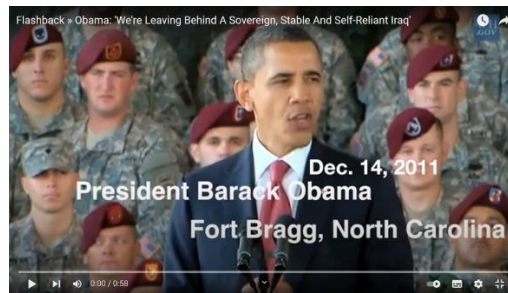 Flashback » Obama: 'We're Leaving Behind A Sovereign, Stable And Self-Reliant Iraq'
.GOV
Dec. 14, 2011
President Barack Obama
Fort Bragg, North Carolina
0:00 / 0:58